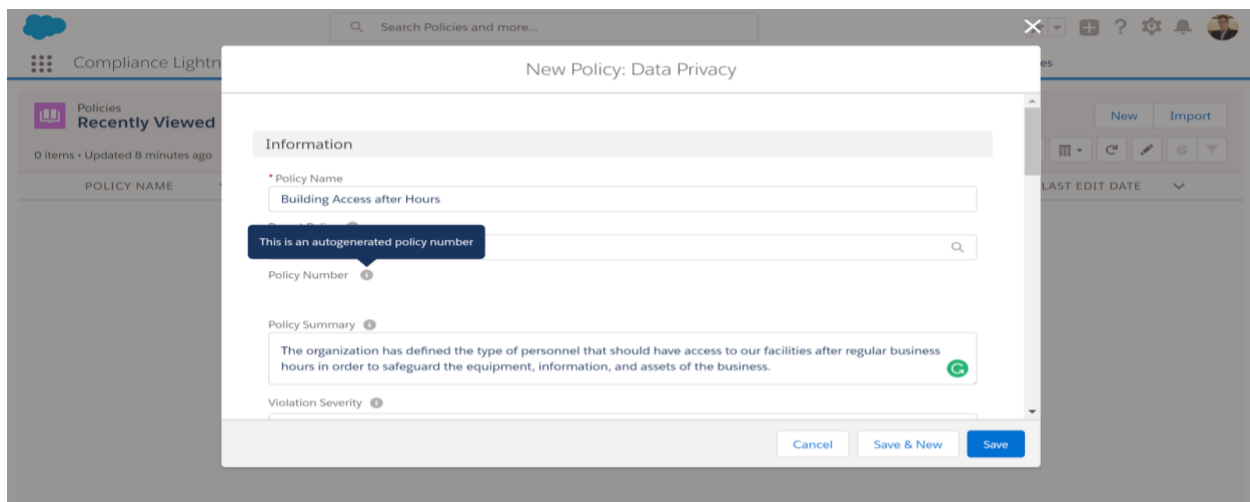 Search Policies and more...
Compliance Lightn
es
New Policy: Data Privacy
Policies
Recently Viewed
New
Import
0 items • Updated 8 minutes ago
POLICY NAME
LAST EDIT DATE
Information
* Policy Name
Building Access after Hours
This is an autogenerated policy number
Policy Number
Policy Summary
The organization has defined the type of personnel that should have access to our facilities after regular business
hours in order to safeguard the equipment, information, and assets of the business.
Violation Severity
Cancel
Save & New
Save